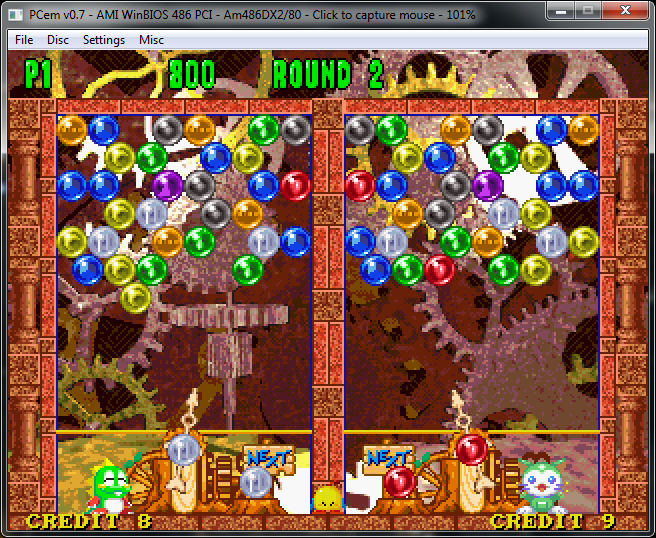 PCem v0.7 - AMI WinBIOS 486 PCI - Am486DX2/80 - Click to capture mouse - 101%
File Disc Settings Misc
P1 800 ROUND 2
NEXT NEXT
CREDIT 8 CREDIT 9